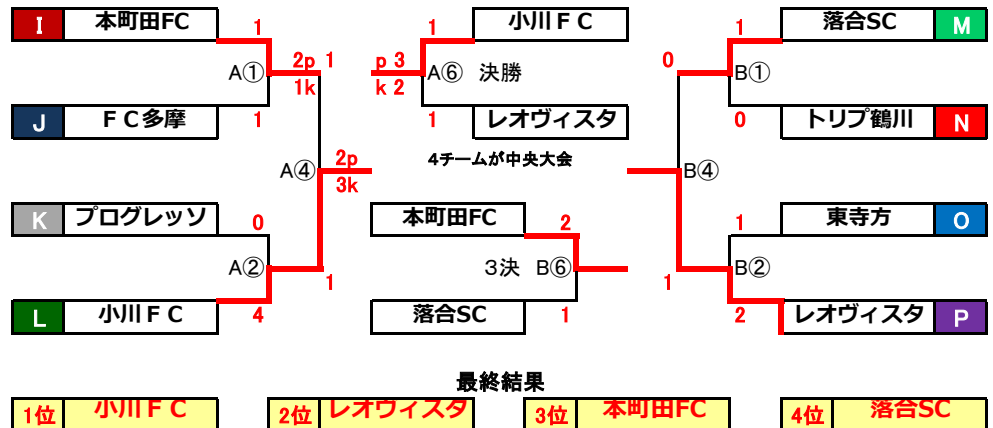 I 本町田FC 1
小川ＦＣ 1
落合SC M 1
A① 2p 1
1k
p 3 A⑥ 決勝
k 2
0 B①
J ＦＣ多摩 1
1 レオヴィスタ
0 トリプ鶴川 N
4チームが中央大会
A④ 2p
3k
B④
K プログレッソ 0
本町田FC 2
1 東寺方 O
A② 1
３決 B⑥
1 B②
L 小川ＦＣ 4
落合SC 1
2 レオヴィスタ P
最終結果
1位 小川ＦＣ 2位 レオヴィスタ 3位 本町田FC 4位 落合SC